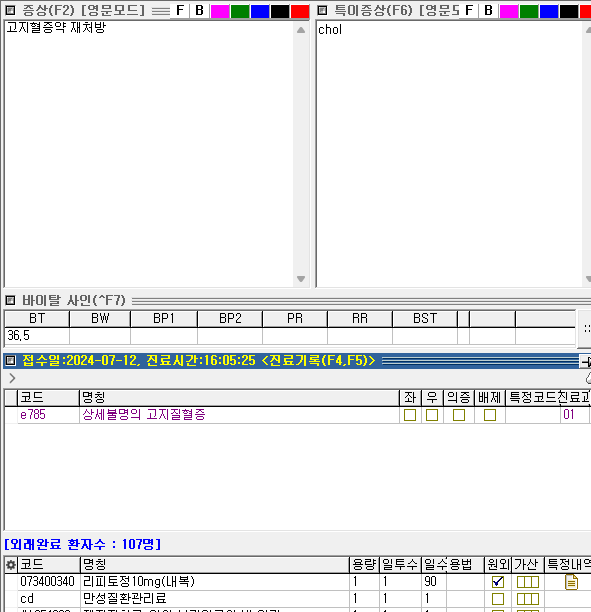 증상(F2) [영문모드] F B
고지혈증약 재처방
특이증상(F6) [영문모 F B
chol
바이탈 사인(^F7)
BT BW BP1 BP2 PR RR BST
36,5
접수일:2024-07-12, 진료시간:16:05:25 <진료기록(F4,F5)>
코드 명칭 좌 우 의증 배제 특정코드 진료과
e785 상세불명의 고지질혈증 01
[외래완료 환자수 : 107명]
코드 명칭 용량 일투수 일수 용법 원외 가산 특정내역
073400340 리피토정10mg(내복) 1 1 90
cd 만성질환관리료 1 1 1